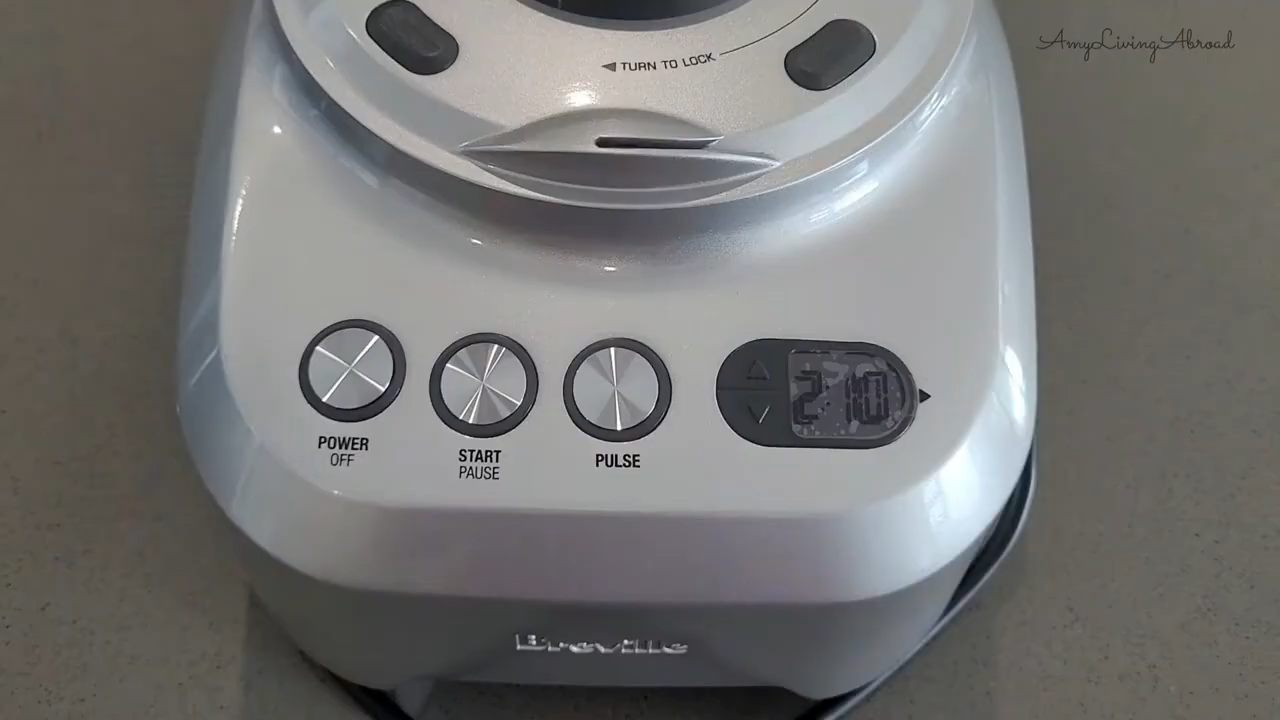 AmyLivingAbroad
◀ TURN TO LOCK
POWER
OFF
START
PAUSE
PULSE
2:10
Breville